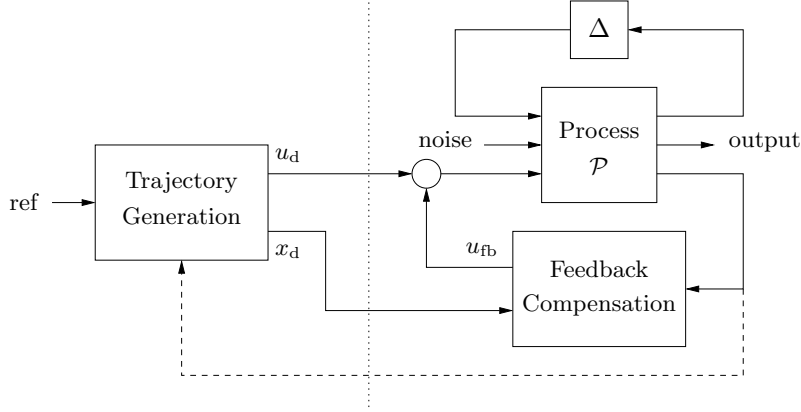 Δ
noise
Process
𝒫
output
ref
Trajectory
Generation
u_d
x_d
u_fb
Feedback
Compensation